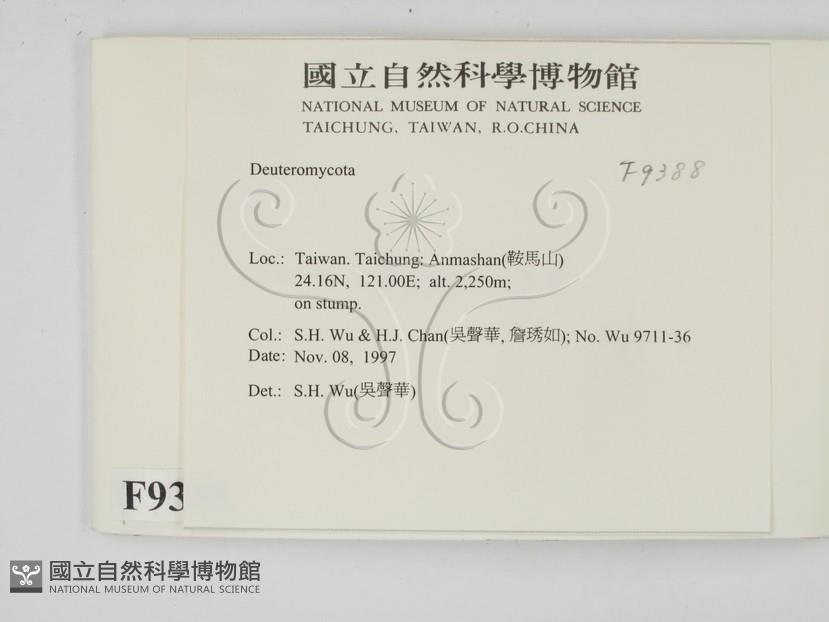 國立自然科學博物館
NATIONAL MUSEUM OF NATURAL SCIENCE
TAICHUNG, TAIWAN, R.O.CHINA
Deuteromycota
F9388
Loc.: Taiwan. Taichung: Anmashan(鞍馬山)
24.16N, 121.00E; alt. 2,250m;
on stump.
Col.: S.H. Wu & H.J. Chan(吳聲華, 詹琇如); No. Wu 9711-36
Date: Nov. 08, 1997
Det.: S.H. Wu(吳聲華)
F93
國立自然科學博物館
NATIONAL MUSEUM OF NATURAL SCIENCE